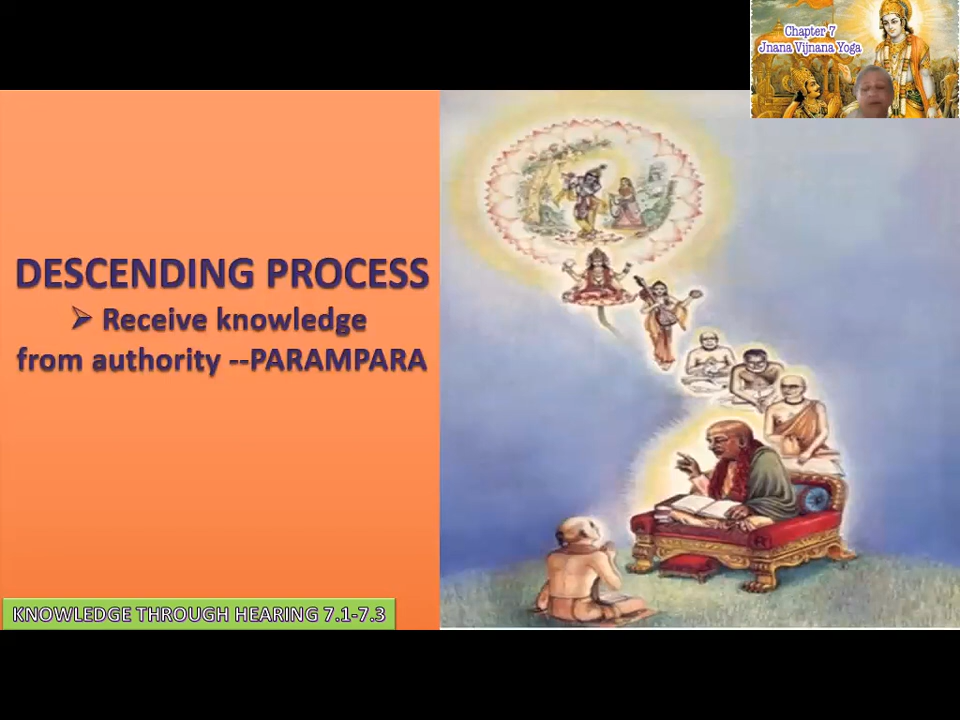 Chapter 7
Jnana Vijnana Yoga
DESCENDING PROCESS
➢ Receive knowledge
from authority --PARAMPARA
KNOWLEDGE THROUGH HEARING 7.1-7.3